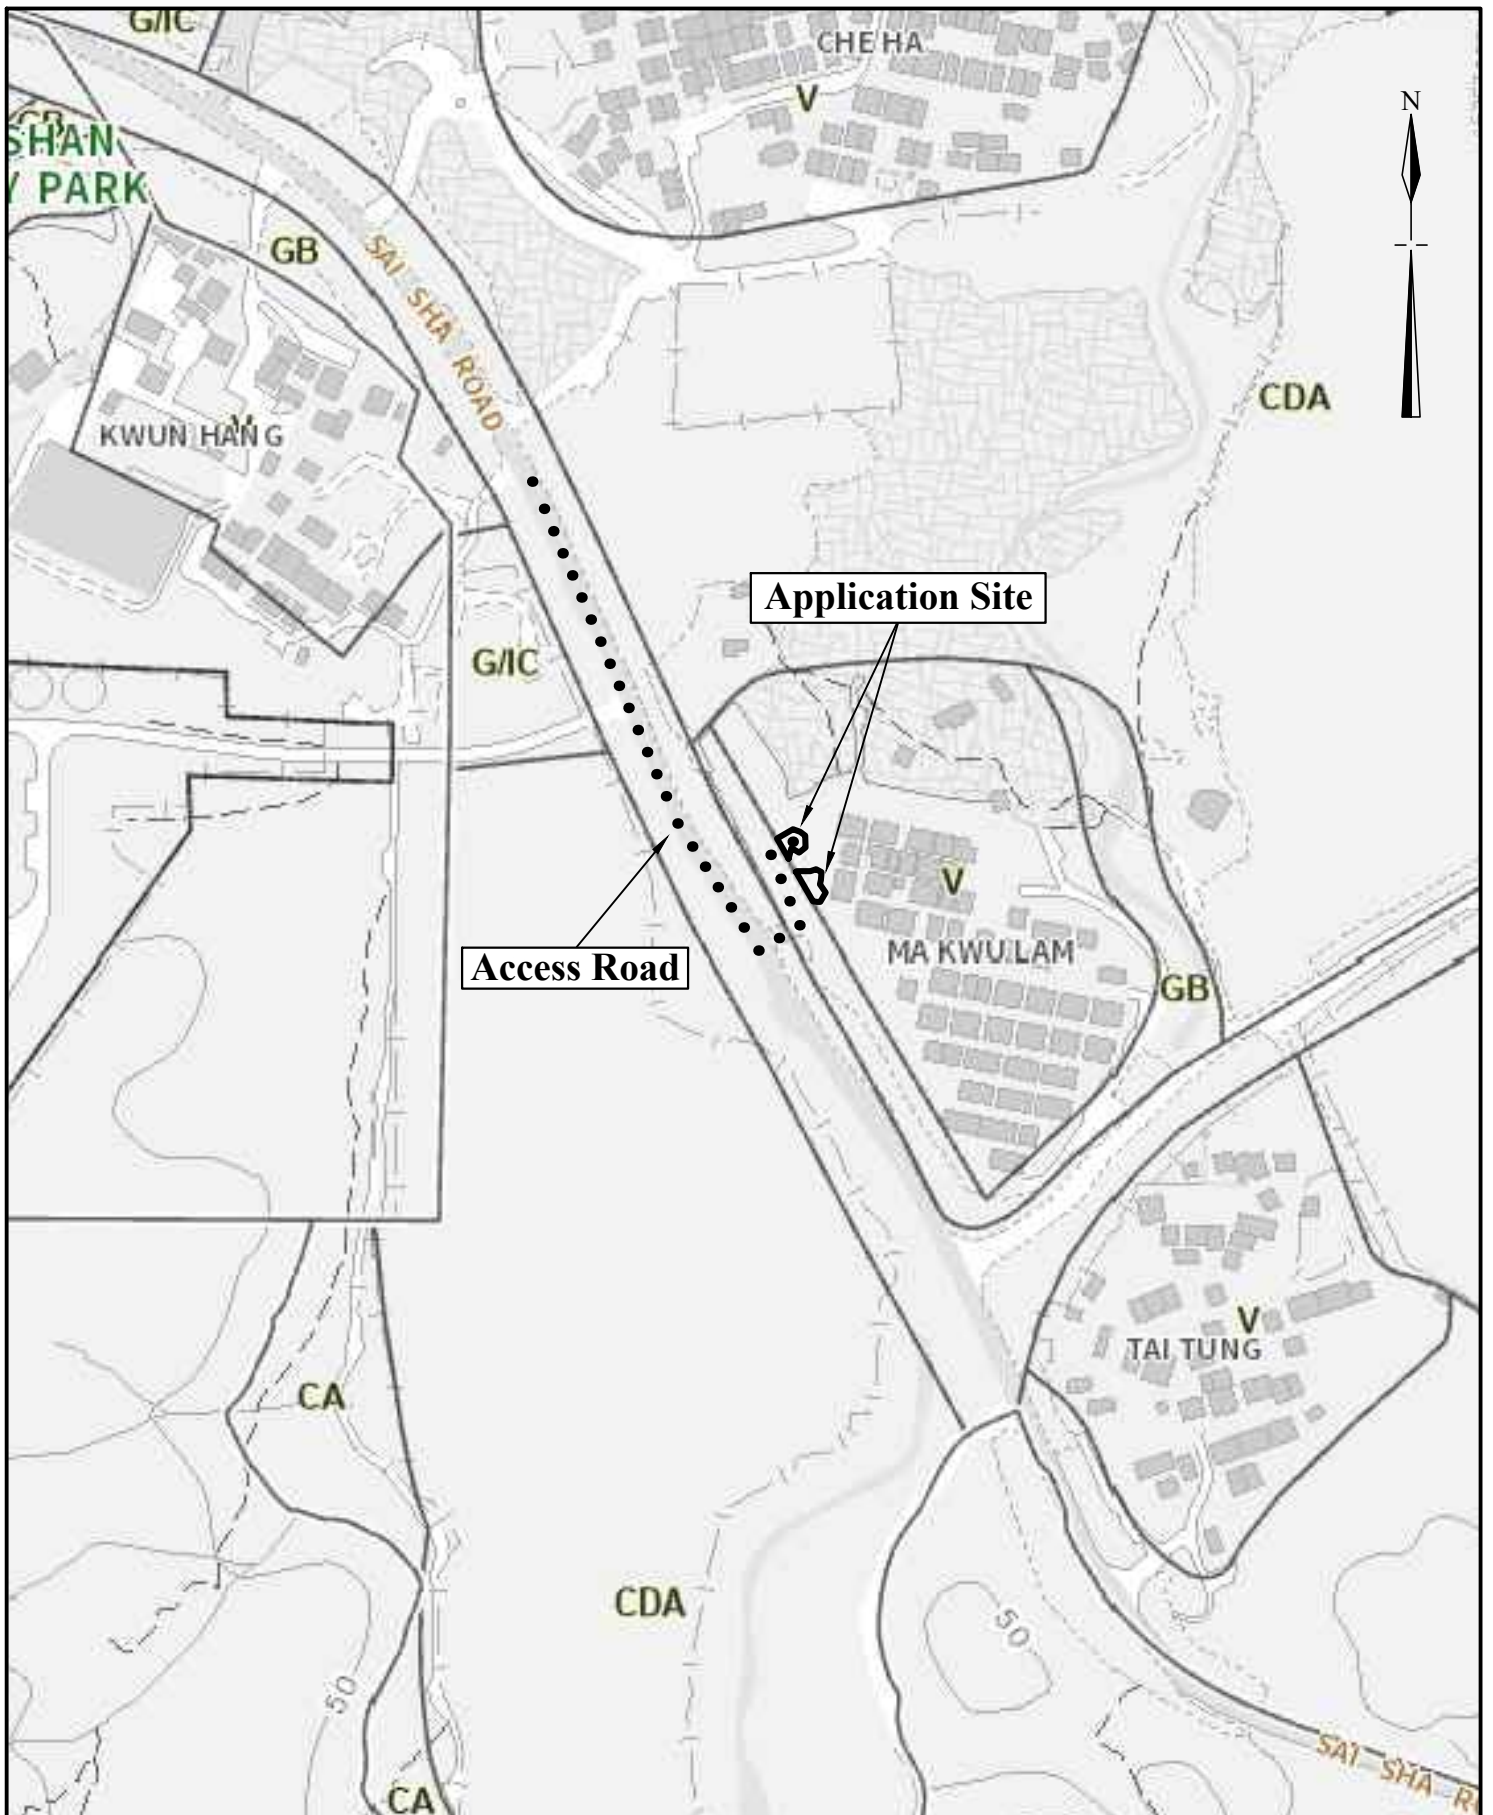 G/IC
CHE HA
V
N
SHAN
Y PARK
GB
SAI SHA ROAD
CDA
V
KWUN HANG
Application Site
G/IC
V
MA KWU LAM
Access Road
GB
V
TAI TUNG
CA
CDA
50
50
SAI SHA
CA